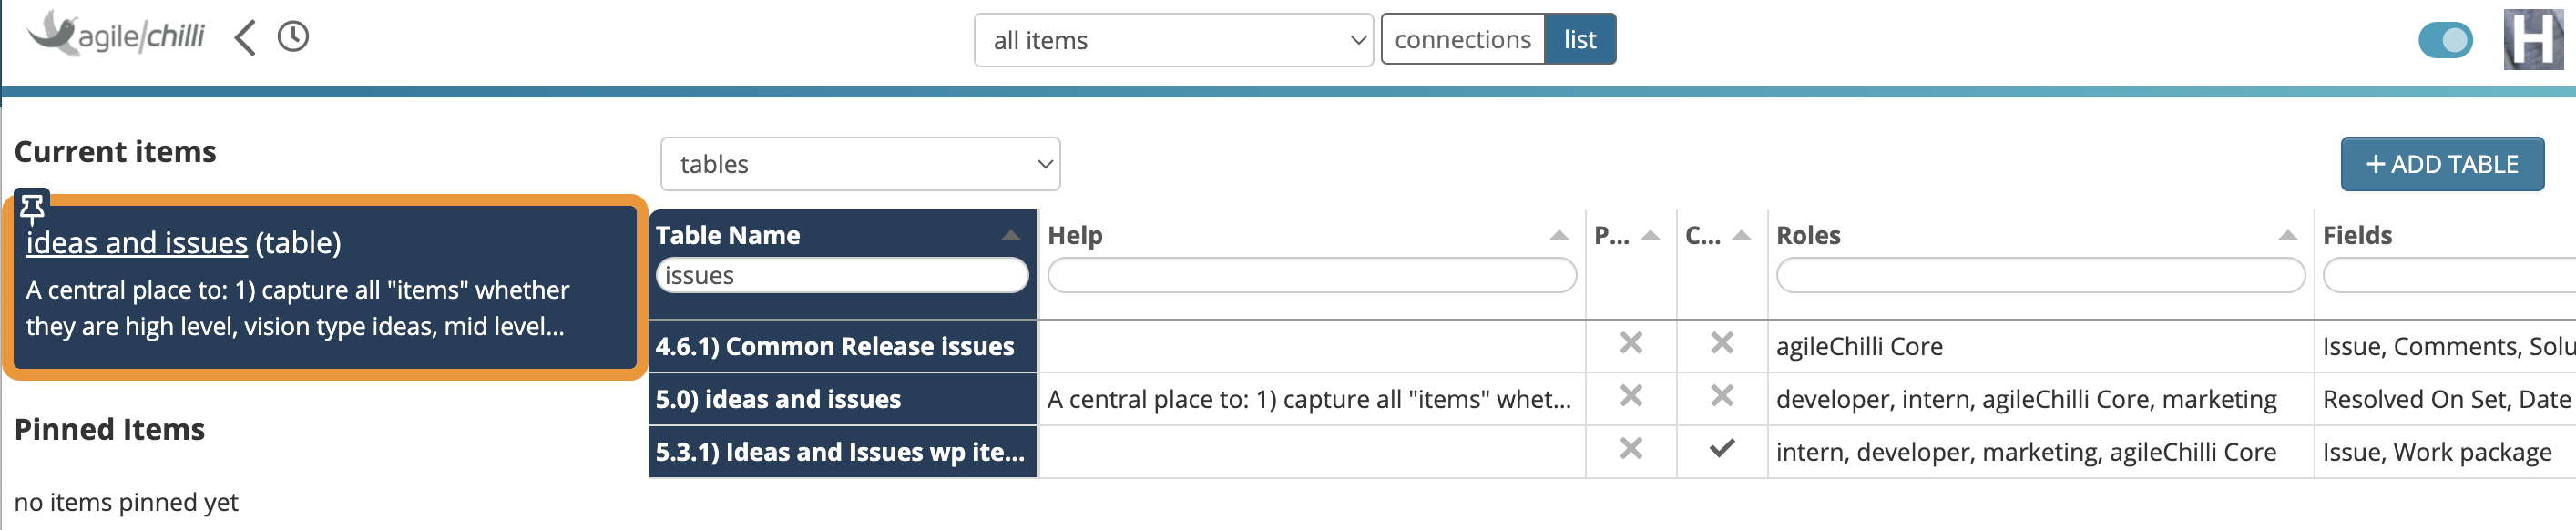 agile/chilli
all items
connections
list
H
Current items
tables
+ ADD TABLE
ideas and issues (table)
A central place to: 1) capture all "items" whether
they are high level, vision type ideas, mid level...
Table Name
Help
P...
C...
Roles
Fields
issues
4.6.1) Common Release issues
agileChilli Core
Issue, Comments, Solu
5.0) ideas and issues
A central place to: 1) capture all "items" whet...
developer, intern, agileChilli Core, marketing
Resolved On Set, Date
5.3.1) Ideas and Issues wp ite...
intern, developer, marketing, agileChilli Core
Issue, Work package
Pinned Items
no items pinned yet